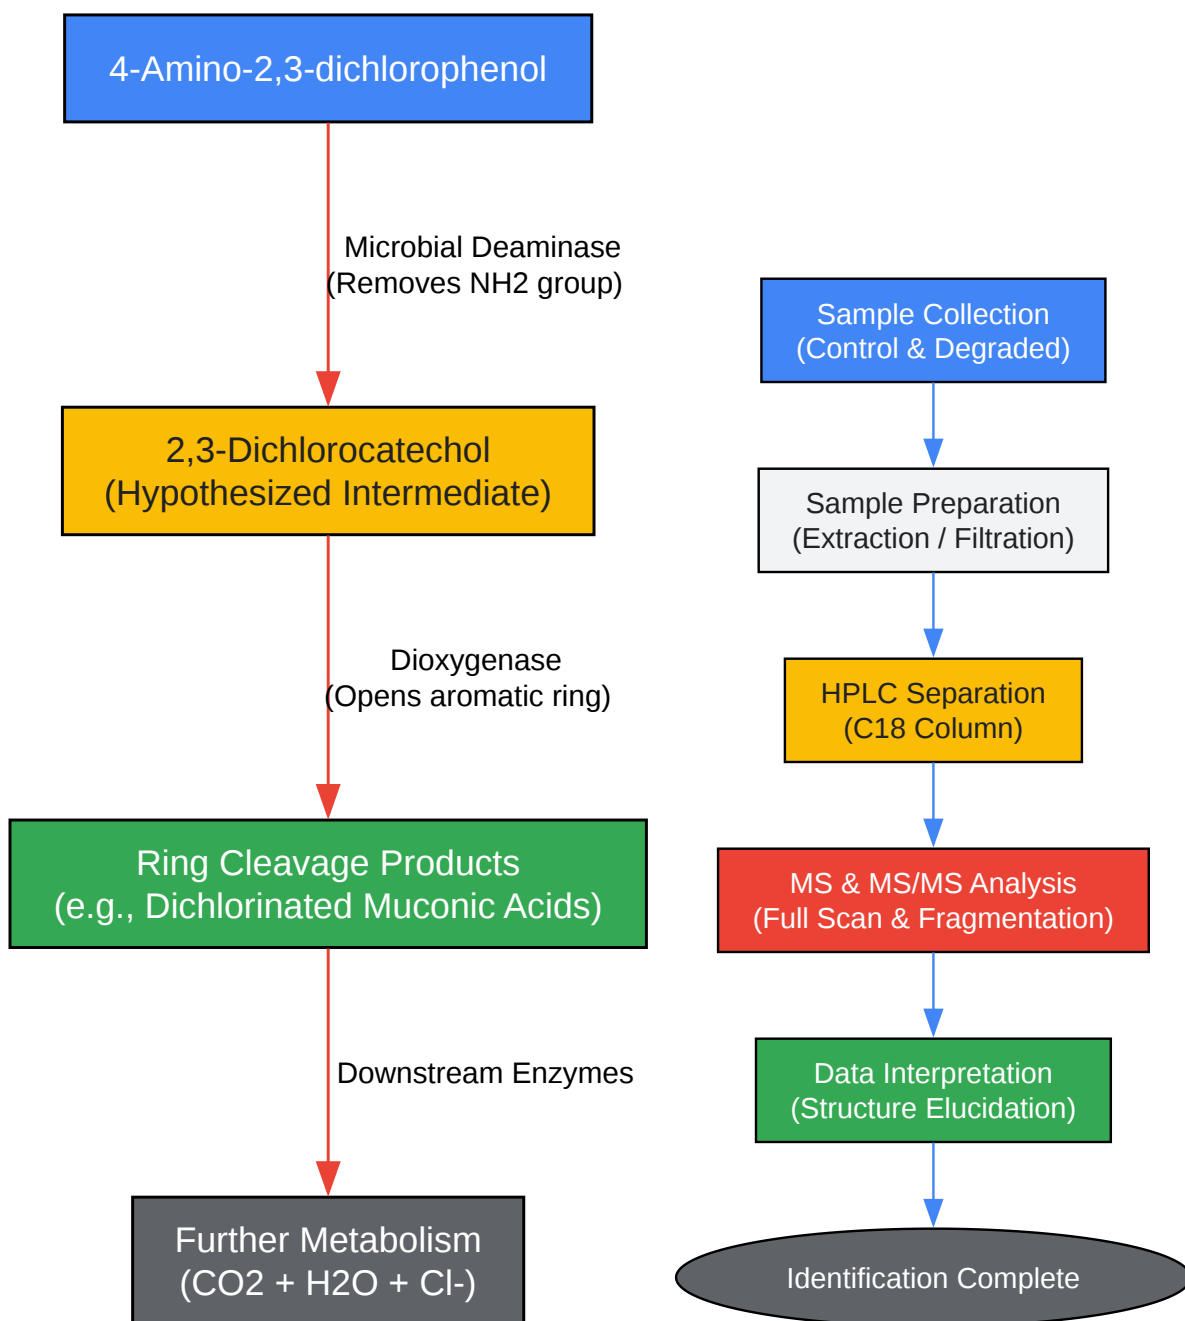 4-Amino-2,3-dichlorophenol
Microbial Deaminase
(Removes NH2 group)
2,3-Dichlorocatechol
(Hypothesized Intermediate)
Dioxygenase
(Opens aromatic ring)
Ring Cleavage Products
(e.g., Dichlorinated Muconic Acids)
Downstream Enzymes
Further Metabolism
(CO2 + H2O + Cl-)
Sample Collection
(Control & Degraded)
Sample Preparation
(Extraction / Filtration)
HPLC Separation
(C18 Column)
MS & MS/MS Analysis
(Full Scan & Fragmentation)
Data Interpretation
(Structure Elucidation)
Identification Complete